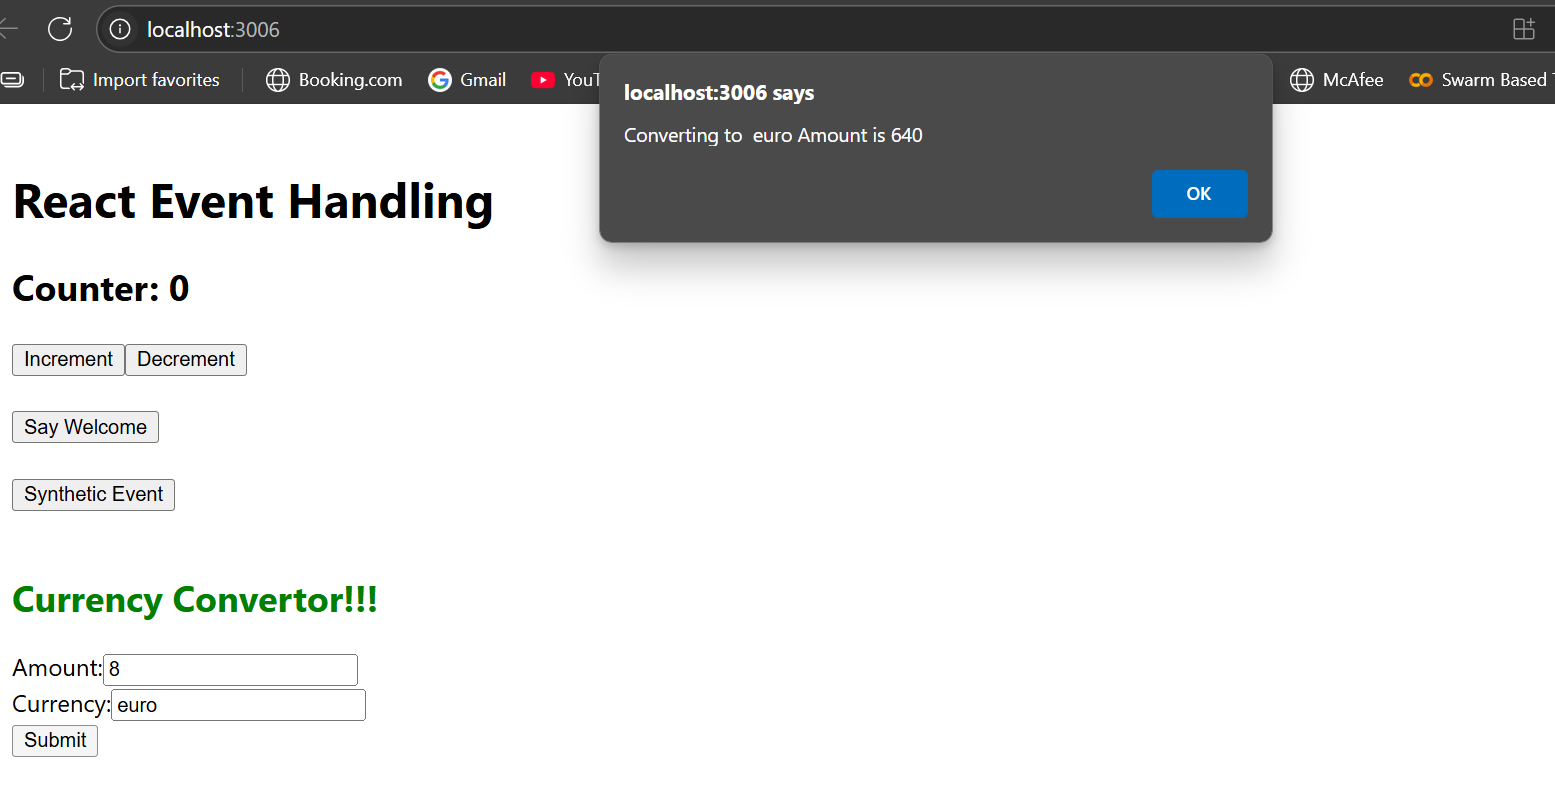 localhost:3006
Import favorites Booking.com Gmail YouT McAfee Swarm Based
localhost:3006 says
Converting to  euro Amount is 640
OK
React Event Handling
Counter: 0
Increment Decrement
Say Welcome
Synthetic Event
Currency Convertor!!!
Amount: 8
Currency: euro
Submit